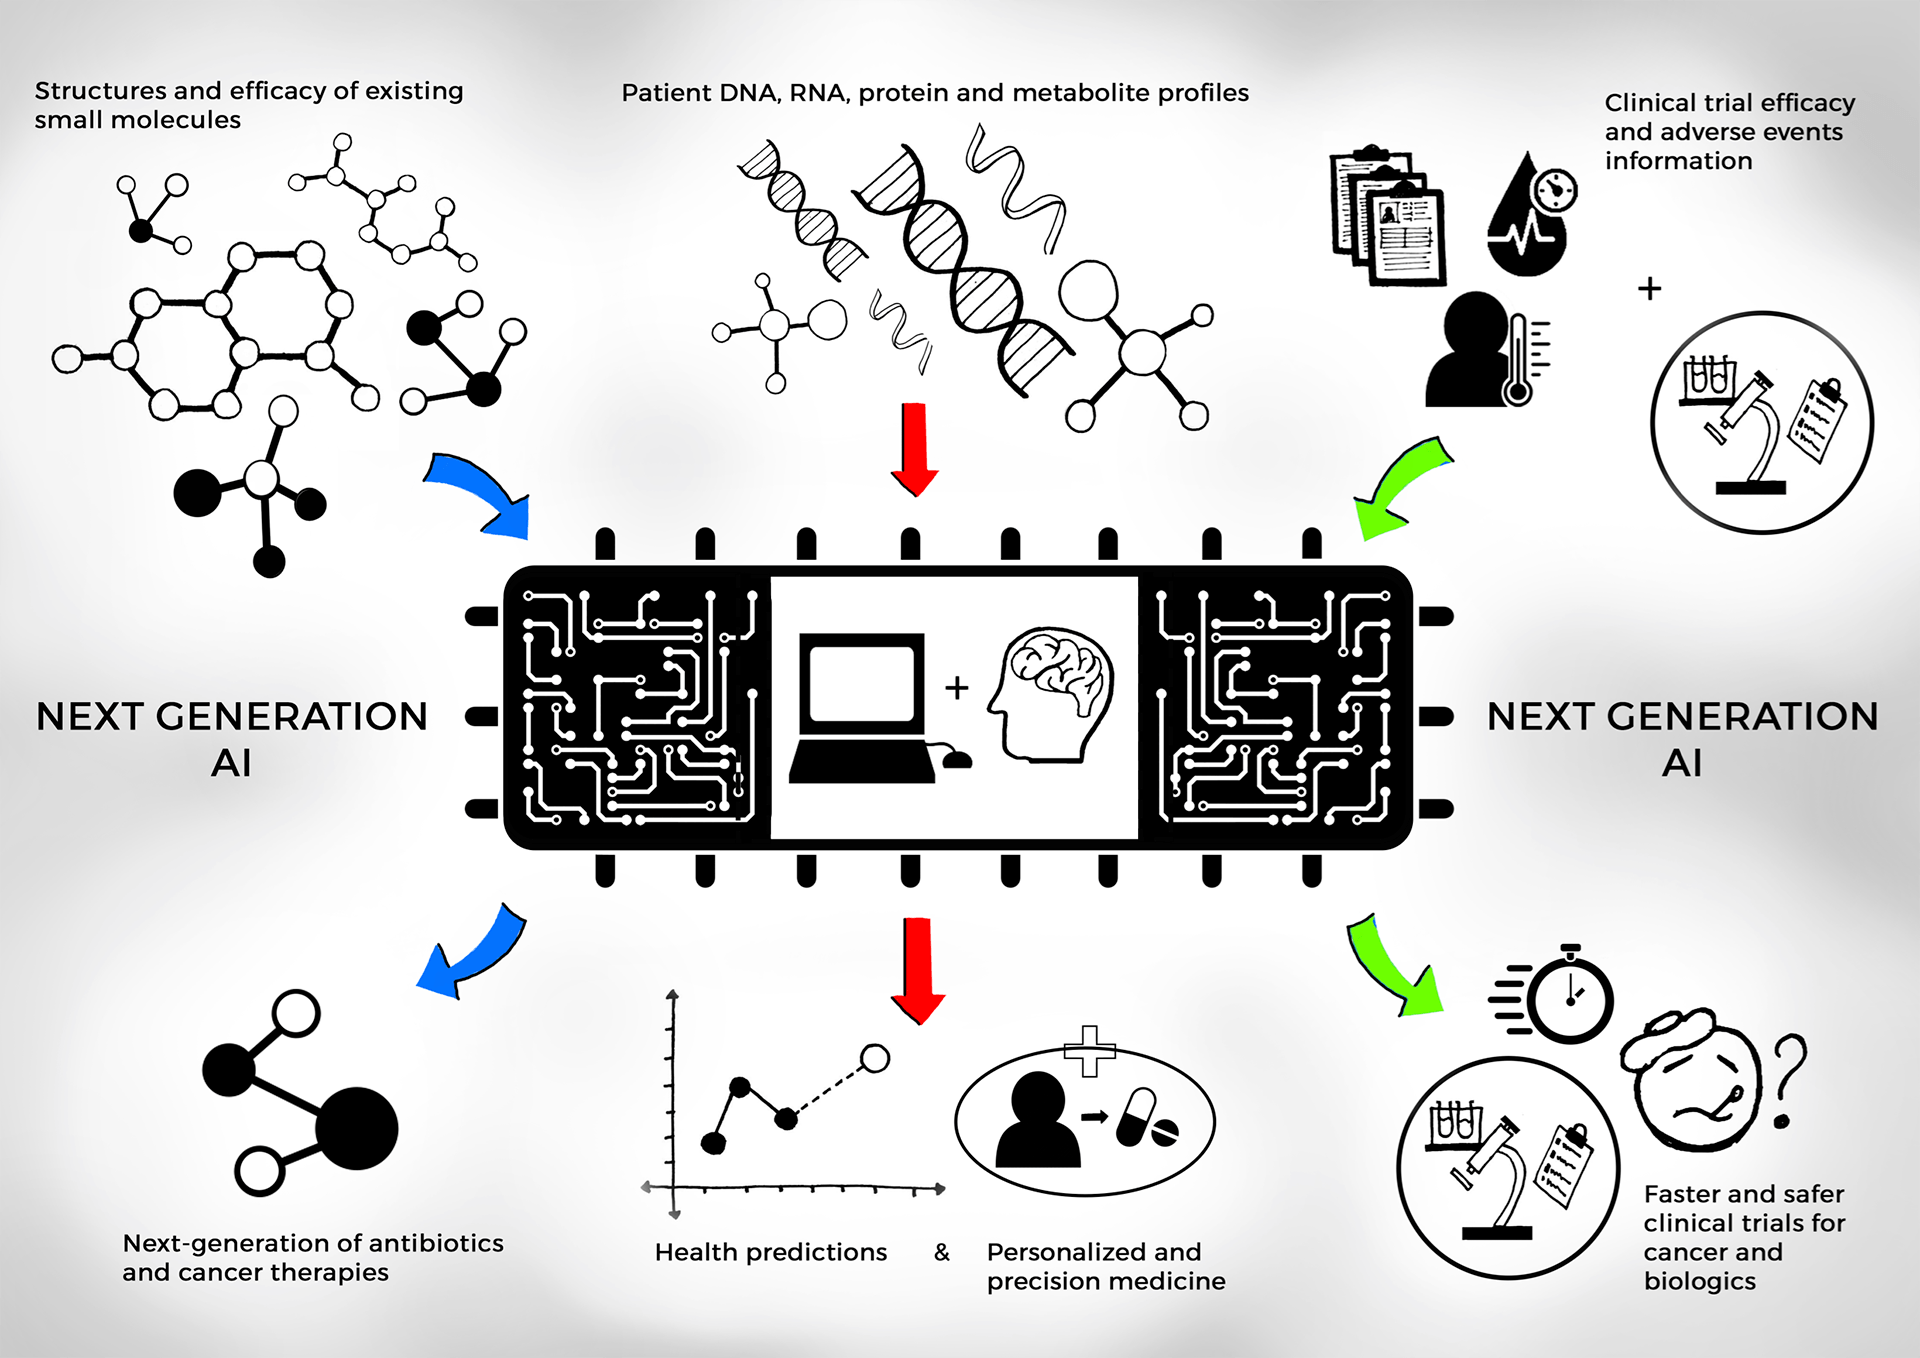 Structures and efficacy of existing
small molecules
Patient DNA, RNA, protein and metabolite profiles
Clinical trial efficacy
and adverse events
information
+
+
NEXT GENERATION
AI
NEXT GENERATION
AI
?
Next-generation of antibiotics
and cancer therapies
Health predictions & Personalized and
precision medicine
Faster and safer
clinical trials for
cancer and
biologics